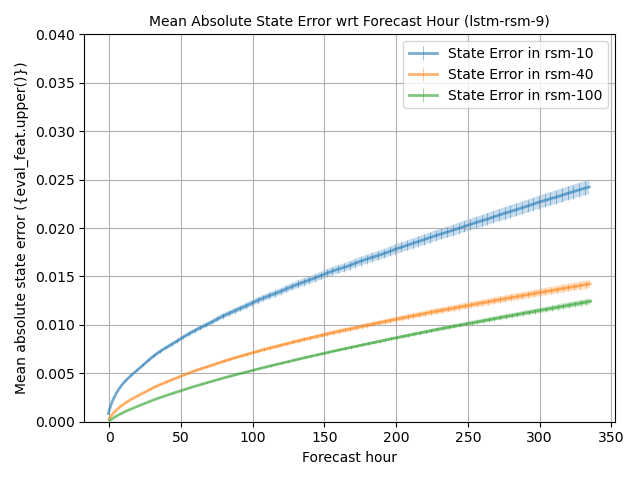 Mean Absolute State Error wrt Forecast Hour (lstm-rsm-9)
Mean absolute state error ({eval_feat.upper()})
0.040
0.035
0.030
0.025
0.020
0.015
0.010
0.005
0.000
State Error in rsm-10
State Error in rsm-40
State Error in rsm-100
0 50 100 150 200 250 300 350
Forecast hour